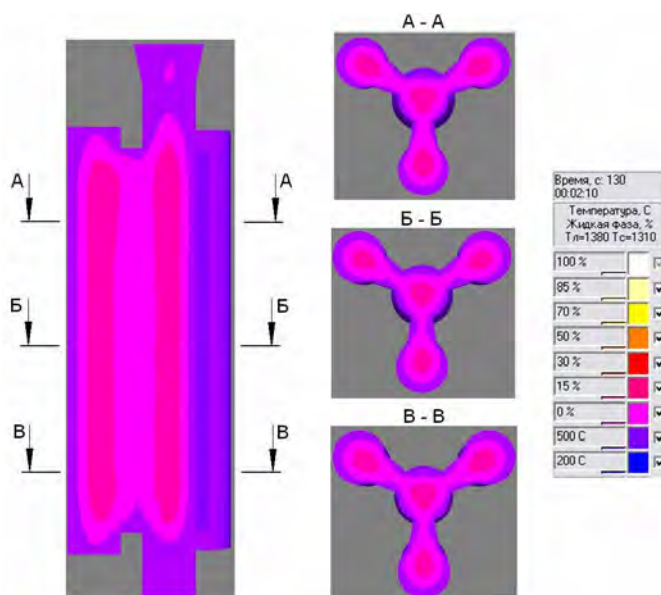 А - А
А
А
Б - Б
Б
Б
В - В
В
В
Время, с: 130
00:02:10
Температура, С
Жидкая фаза, %
Тл=1380 Тс=1310
100 %
85 %
70 %
50 %
30 %
15 %
0 %
500 С
200 С